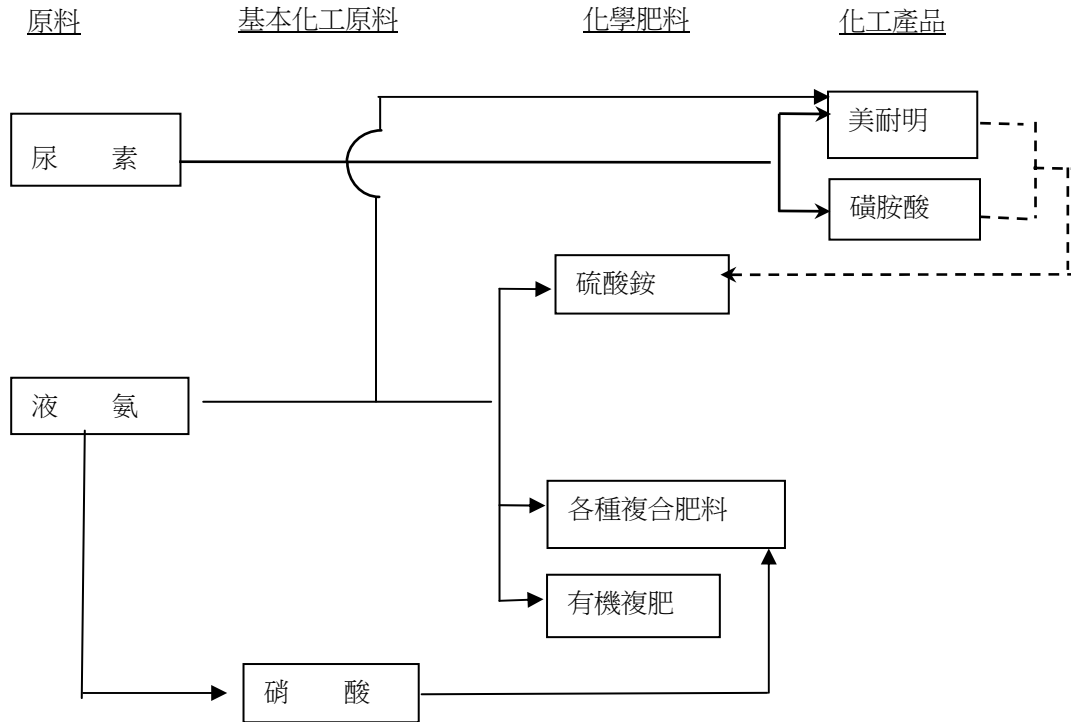 原料 基本化工原料 化學肥料 化工產品
美耐明
尿 素
磺胺酸
硫酸銨
液 氨
各種複合肥料
有機複肥
硝 酸